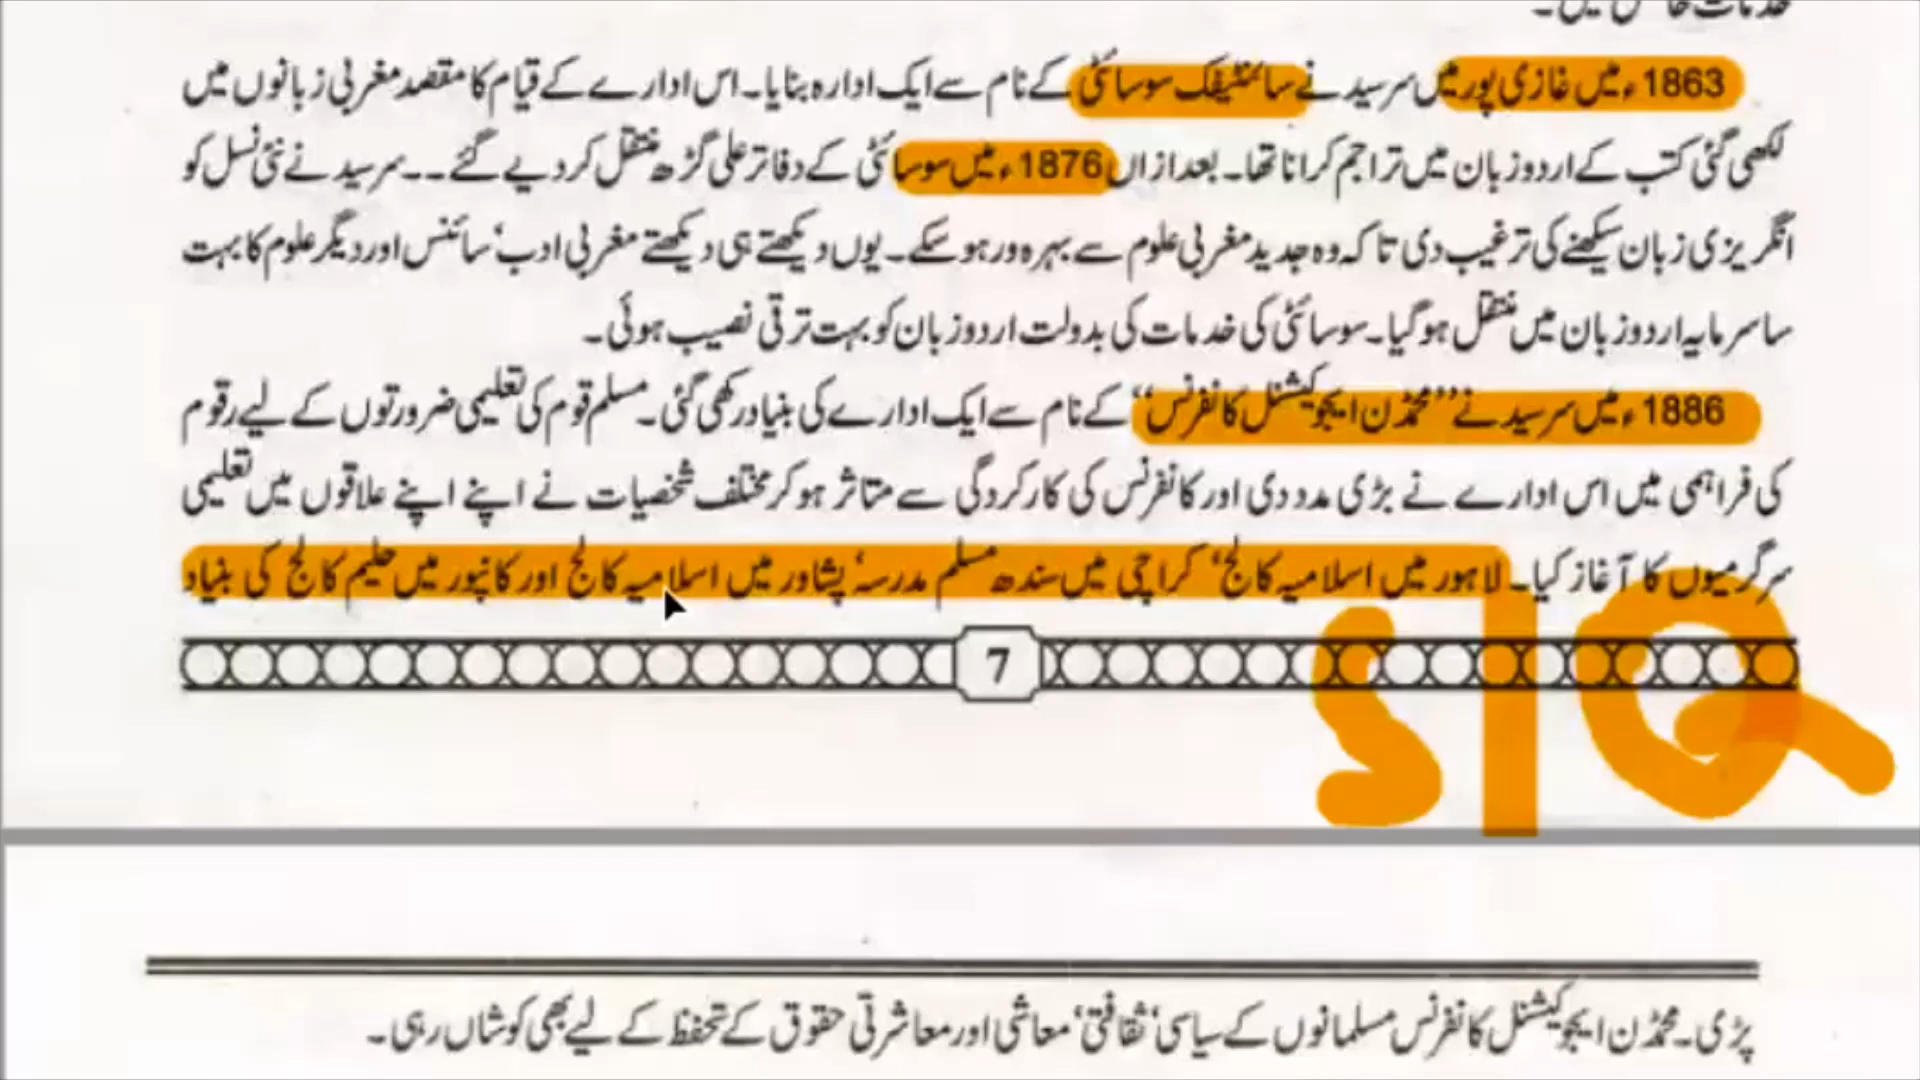 خدمات حاصل ہیں۔
1863ء میں غازی پور میں سرسید نے سائنٹیفک سوسائٹی کے نام سے ایک ادارہ بنایا۔ اس ادارے کے قیام کا مقصد مغربی زبانوں میں
لکھی گئی کتب کے اردو زبان میں تراجم کرانا تھا۔ بعد ازاں 1876ء میں سوسائٹی کے دفاتر علی گڑھ منتقل کر دیے گئے۔۔ سرسید نے نئی نسل کو
انگریزی زبان سیکھنے کی ترغیب دی تا کہ وہ جدید مغربی علوم سے بہرہ ور ہو سکے۔ یوں دیکھتے ہی دیکھتے مغربی ادب، سائنس اور دیگر علوم کا بہت
سا سرمایہ اردو زبان میں منتقل ہو گیا۔ سوسائٹی کی خدمات کی بدولت اردو زبان کو بہت ترقی نصیب ہوئی۔
1886ء میں سرسید نے ”محمڈن ایجوکیشنل کانفرنس“ کے نام سے ایک ادارے کی بنیاد رکھی گئی۔ مسلم قوم کی تعلیمی ضرورتوں کے لیے رقوم
کی فراہمی میں اس ادارے نے بڑی مدد دی اور کانفرنس کی کارکردگی سے متاثر ہو کر مختلف شخصیات نے اپنے اپنے علاقوں میں تعلیمی
سرگرمیوں کا آغاز کیا۔ لاہور میں اسلامیہ کالج، کراچی میں سندھ مسلم مدرسہ، پشاور میں اسلامیہ کالج اور کانپور میں حلیم کالج کی بنیاد
7
SIQ
پڑی۔ محمڈن ایجوکیشنل کانفرنس مسلمانوں کے سیاسی، ثقافتی، معاشی اور معاشرتی حقوق کے تحفظ کے لیے بھی کوشاں رہی۔